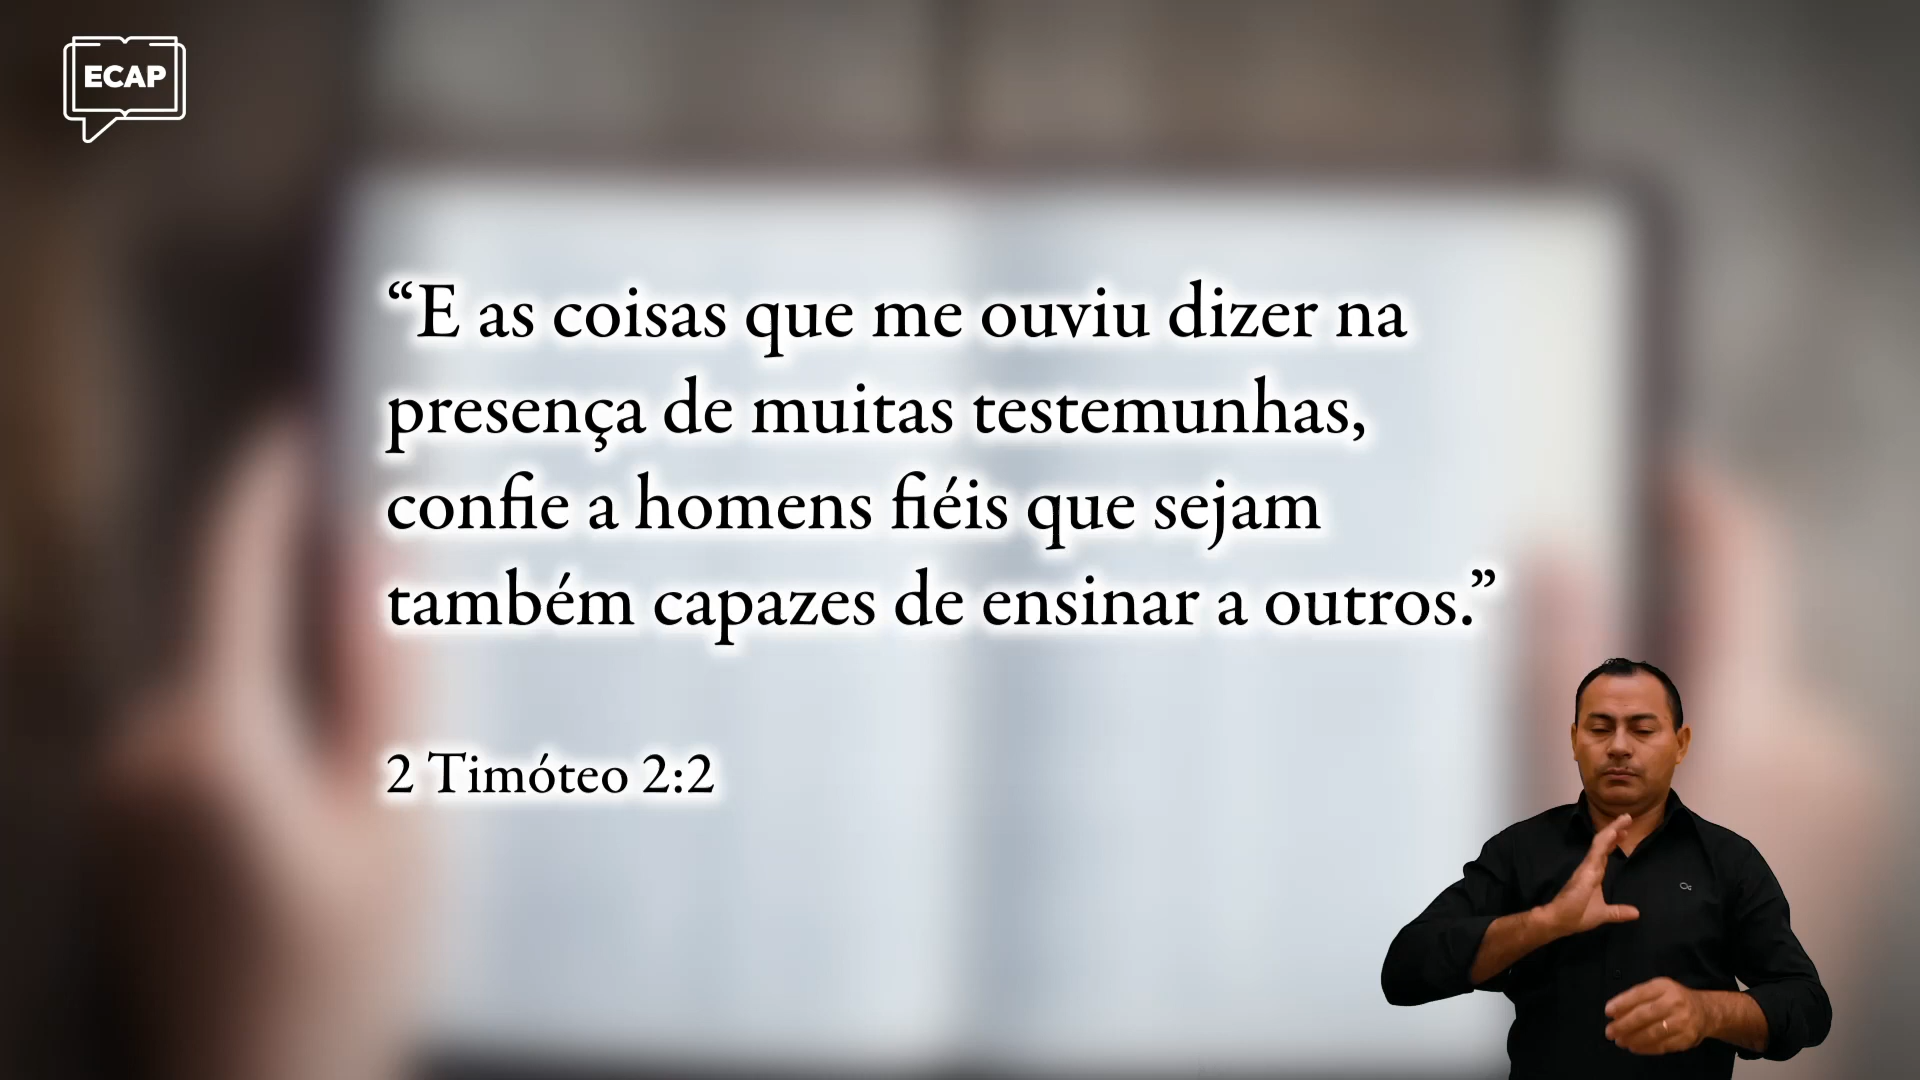 ECAP
“E as coisas que me ouviu dizer na
presença de muitas testemunhas,
confie a homens fiéis que sejam
também capazes de ensinar a outros.”
2 Timóteo 2:2